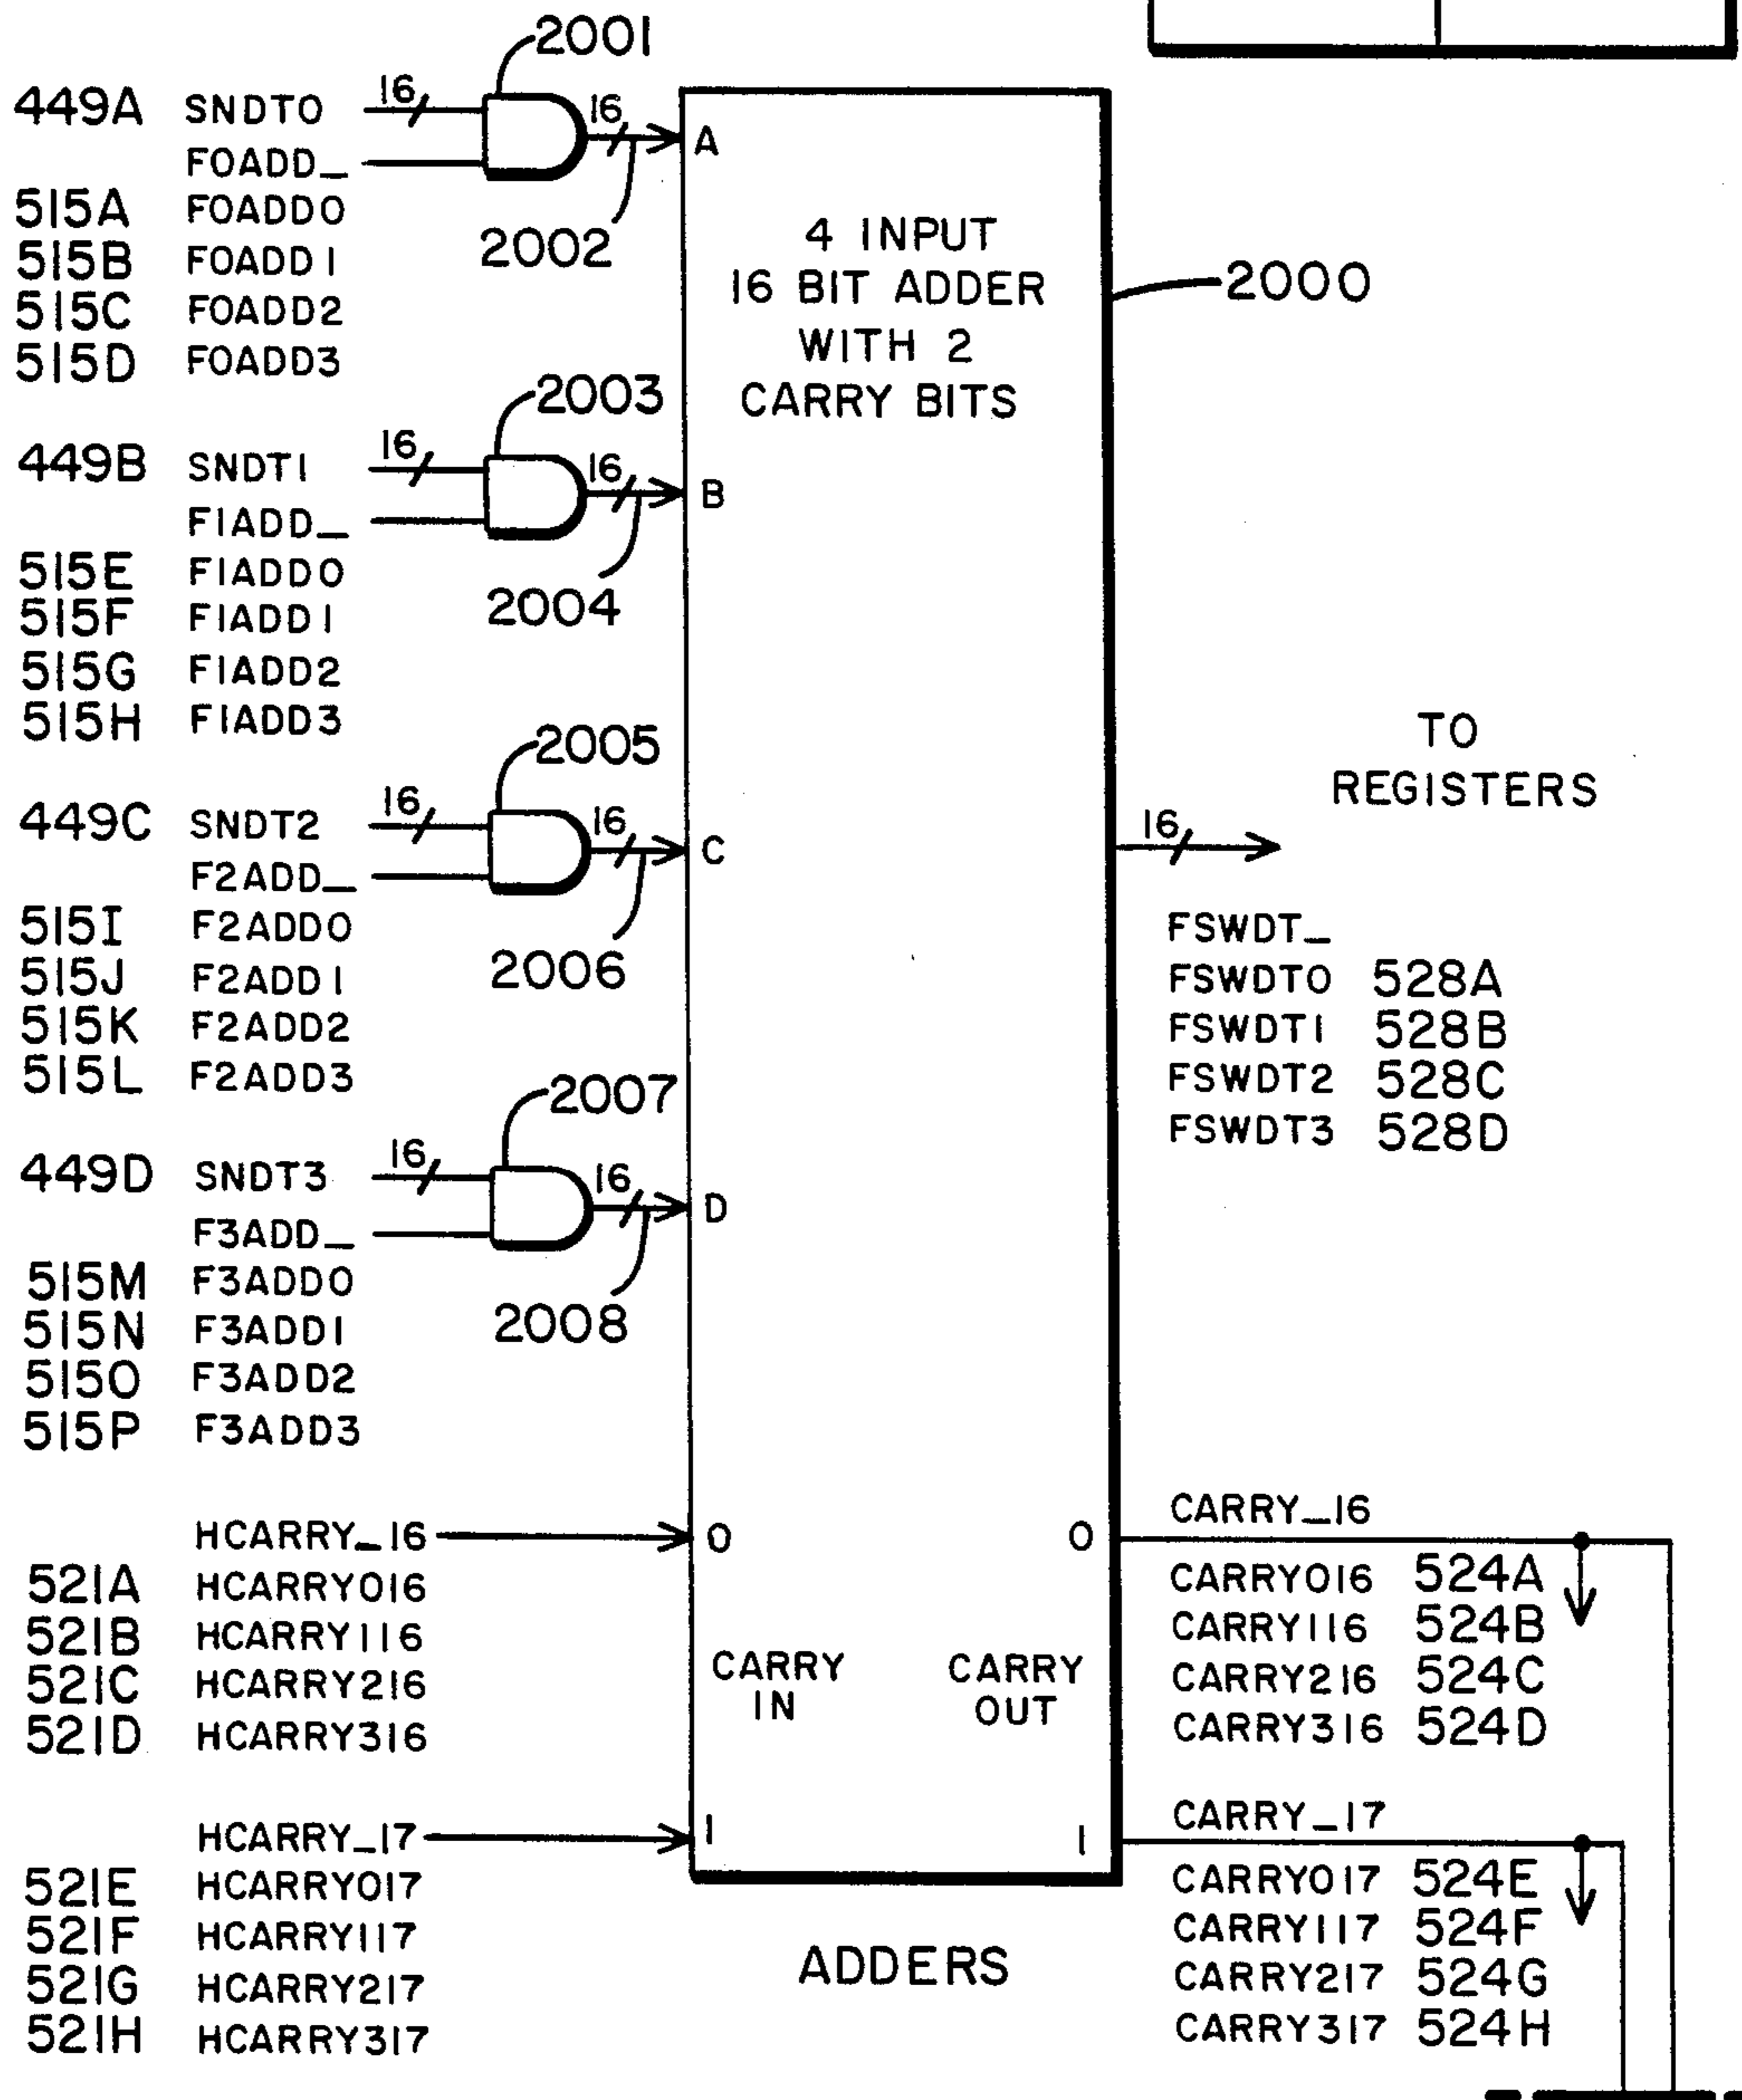 2001
449A SNDT0 16 16 A
F0ADD_
515A F0ADD0
515B F0ADD1 2002
515C F0ADD2
515D F0ADD3
4 INPUT
16 BIT ADDER
WITH 2
CARRY BITS
2000
2003
449B SNDT1 16 16 B
F1ADD_
515E F1ADD0
515F F1ADD1 2004
515G F1ADD2
515H F1ADD3
TO
REGISTERS
2005
449C SNDT2 16 16 C
F2ADD_
515I F2ADD0
515J F2ADD1 2006
515K F2ADD2
515L F2ADD3
16
FSWDT_
FSWDT0 528A
FSWDT1 528B
FSWDT2 528C
FSWDT3 528D
2007
449D SNDT3 16 16 D
F3ADD_
515M F3ADD0
515N F3ADD1 2008
515O F3ADD2
515P F3ADD3
HCARRY_16 0
521A HCARRY016
521B HCARRY116
521C HCARRY216
521D HCARRY316
CARRY
IN
CARRY
OUT
0 CARRY_16
CARRY016 524A
CARRY116 524B
CARRY216 524C
CARRY316 524D
HCARRY_17 1
521E HCARRY017
521F HCARRY117
521G HCARRY217
521H HCARRY317
1 CARRY_17
CARRY017 524E
CARRY117 524F
CARRY217 524G
CARRY317 524H
ADDERS